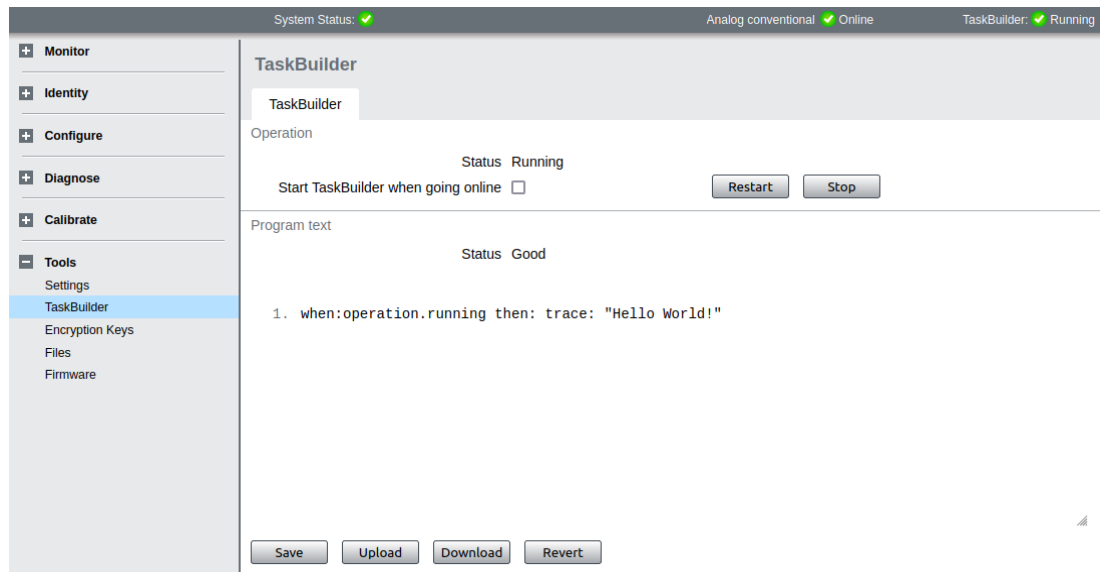 System Status: Analog conventional Online TaskBuilder: Running
Monitor
Identity
Configure
Diagnose
Calibrate
Tools
Settings
TaskBuilder
Encryption Keys
Files
Firmware
TaskBuilder
TaskBuilder
Operation
Status Running
Start TaskBuilder when going online Restart Stop
Program text
Status Good
1. when:operation.running then: trace: "Hello World!"
Save Upload Download Revert